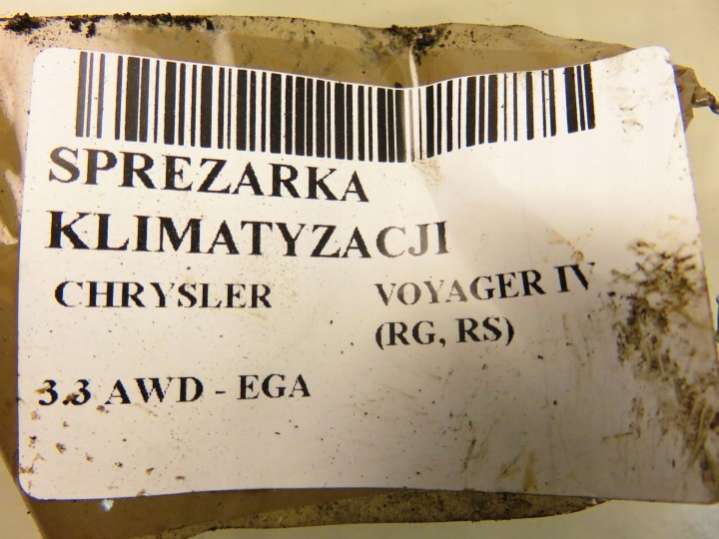 SPREZARKA
KLIMATYZACJI
CHRYSLER VOYAGER IV
(RG, RS)
3.3 AWD - EGA